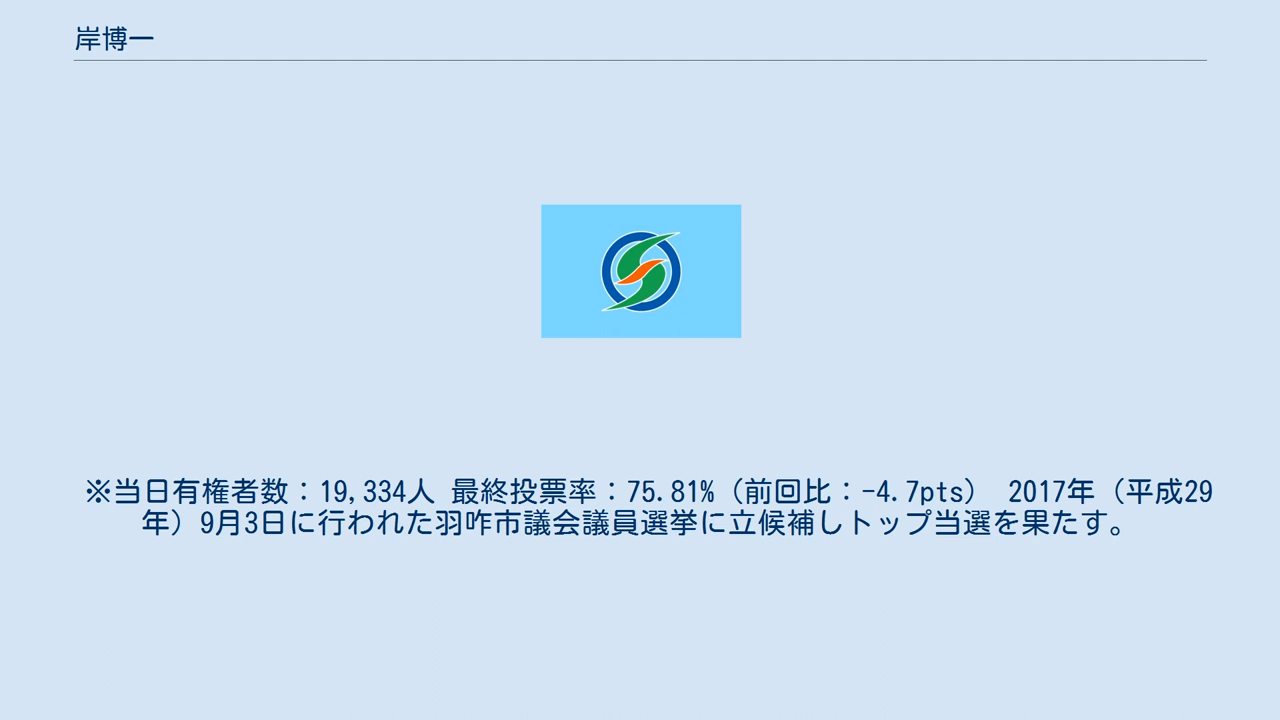 岸博一
※当日有権者数：19,334人 最終投票率：75.81%（前回比：-4.7pts） 2017年（平成29
年）9月3日に行われた羽咋市議会議員選挙に立候補しトップ当選を果たす。